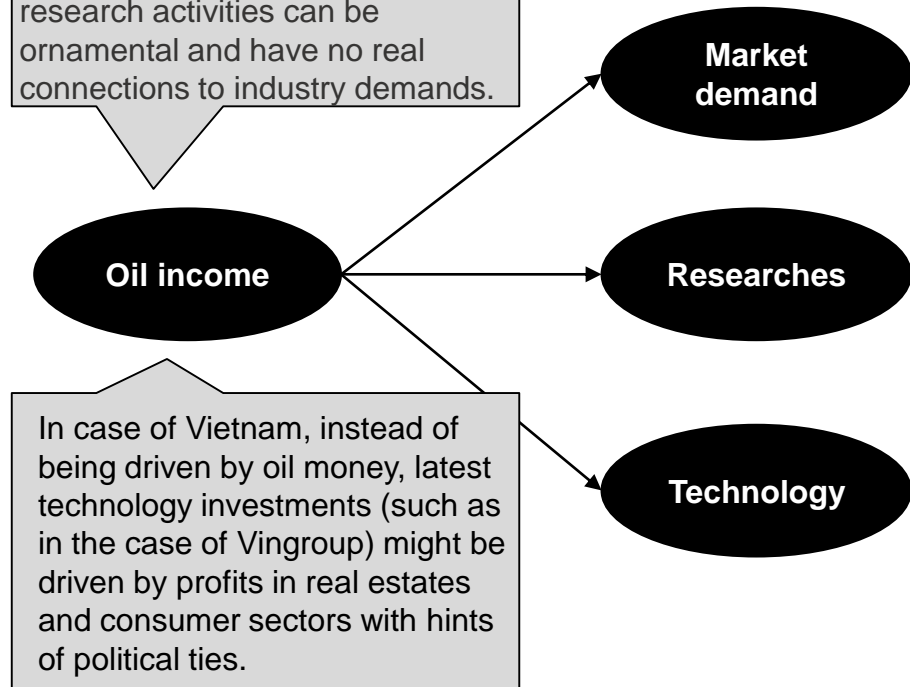 research activities can be
ornamental and have no real
connections to industry demands.
Market
demand
Oil income
Researches
In case of Vietnam, instead of
being driven by oil money, latest
technology investments (such as
in the case of Vingroup) might be
driven by profits in real estates
and consumer sectors with hints
of political ties.
Technology